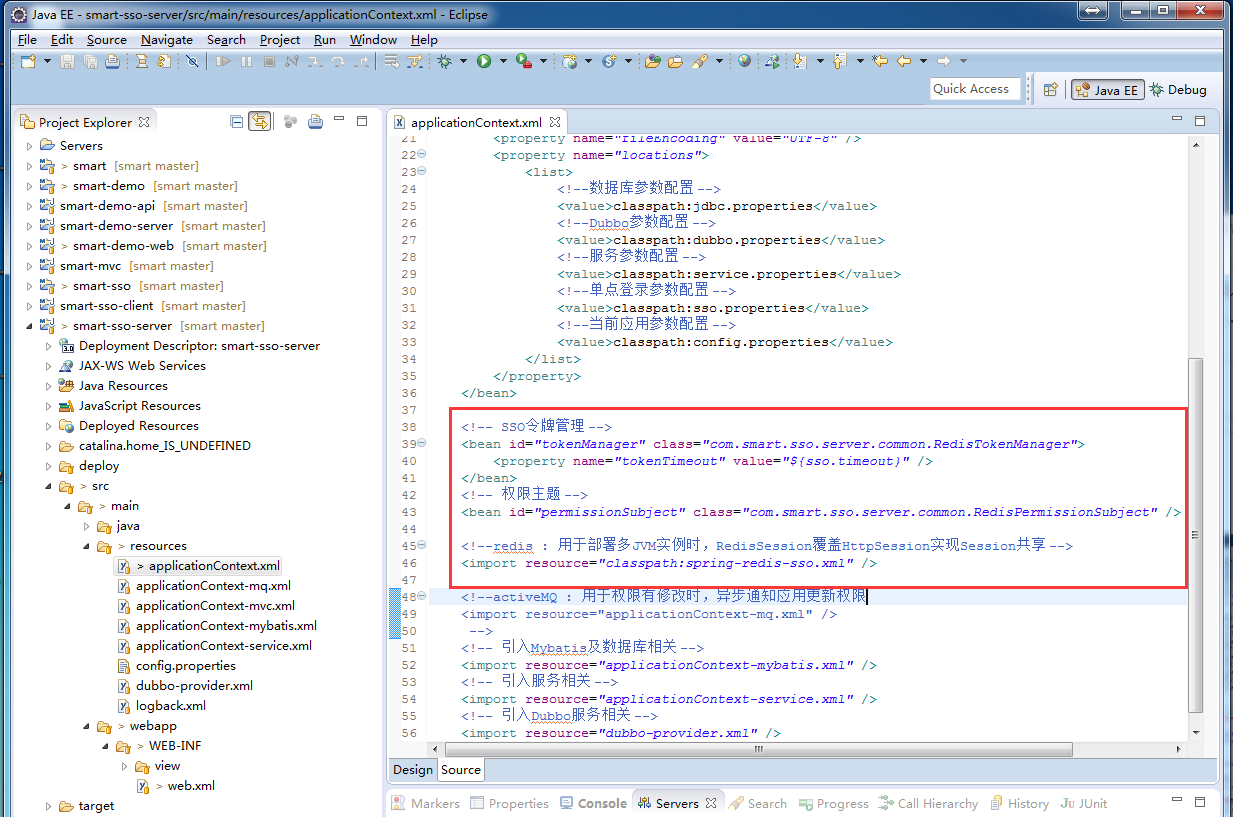 Java EE - smart-sso-server/src/main/resources/applicationContext.xml - Eclipse
File Edit Source Navigate Search Project Run Window Help
Quick Access
Java EE
Debug
Project Explorer
Servers
> smart [smart master]
> smart-demo [smart master]
smart-demo-api [smart master]
smart-demo-server [smart master]
> smart-demo-web [smart master]
smart-mvc [smart master]
> smart-sso [smart master]
smart-sso-client [smart master]
> smart-sso-server [smart master]
Deployment Descriptor: smart-sso-server
JAX-WS Web Services
Java Resources
JavaScript Resources
Deployed Resources
catalina.home_IS_UNDEFINED
deploy
> src
> main
java
> resources
> applicationContext.xml
applicationContext-mq.xml
applicationContext-mvc.xml
applicationContext-mybatis.xml
applicationContext-service.xml
config.properties
dubbo-provider.xml
logback.xml
> webapp
> WEB-INF
view
> web.xml
target
applicationContext.xml
21 <property name="fileEncoding" value="UTF-8" />
22 <property name="locations">
23 <list>
24 <!--数据库参数配置 -->
25 <value>classpath:jdbc.properties</value>
26 <!--Dubbo参数配置 -->
27 <value>classpath:dubbo.properties</value>
28 <!--服务参数配置 -->
29 <value>classpath:service.properties</value>
30 <!--单点登录参数配置 -->
31 <value>classpath:sso.properties</value>
32 <!--当前应用参数配置 -->
33 <value>classpath:config.properties</value>
34 </list>
35 </property>
36 </bean>
37
38 <!-- SSO令牌管理 -->
39 <bean id="tokenManager" class="com.smart.sso.server.common.RedisTokenManager">
40 <property name="tokenTimeout" value="${sso.timeout}" />
41 </bean>
42 <!-- 权限主题 -->
43 <bean id="permissionSubject" class="com.smart.sso.server.common.RedisPermissionSubject" />
44
45 <!--redis : 用于部署多JVM实例时，RedisSession覆盖HttpSession实现Session共享 -->
46 <import resource="classpath:spring-redis-sso.xml" />
47
48 <!--activeMQ : 用于权限有修改时，异步通知应用更新权限
49 <import resource="applicationContext-mq.xml" />
50 -->
51 <!-- 引入Mybatis及数据库相关 -->
52 <import resource="applicationContext-mybatis.xml" />
53 <!-- 引入服务相关 -->
54 <import resource="applicationContext-service.xml" />
55 <!-- 引入Dubbo服务相关 -->
56 <import resource="dubbo-provider.xml" />
Design Source
Markers Properties Console Servers Search Progress Call Hierarchy History JUnit